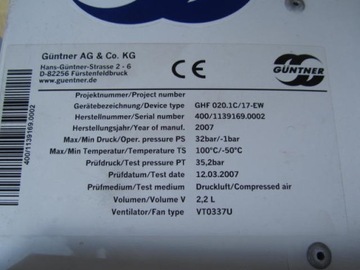 Güntner AG & Co. KG
Hans-Güntner-Strasse 2 - 6
D-82256 Fürstenfeldbruck
www.guentner.de
CE
GÜNTNER
Projektnummer/Project number
Gerätebezeichnung/Device type GHF 020.1C/17-EW
Herstellnummer/Serial number 400/1139169.0002
Herstellungsjahr/Year of manuf. 2007
Max/Min Druck/Oper. pressure PS 32bar/-1bar
Max/Min Temperatur/Temperature TS 100°C/-50°C
Prüfdruck/Test pressure PT 35,2bar
Prüfdatum/Test date 12.03.2007
Prüfmedium/Test medium Druckluft/Compressed air
Volumen/Volume V 2,2 L
Ventilator/Fan type VT0337U
400/1139169.0002